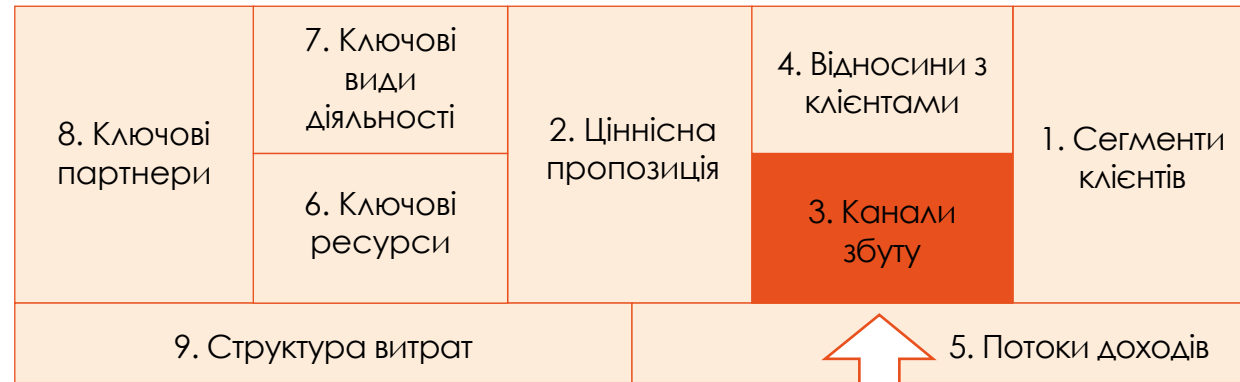 8. Ключові
партнери
7. Ключові
види
діяльності
6. Ключові
ресурси
2. Ціннісна
пропозиція
4. Відносини з
клієнтами
3. Канали
збуту
1. Сегменти
клієнтів
9. Структура витрат
5. Потоки доходів